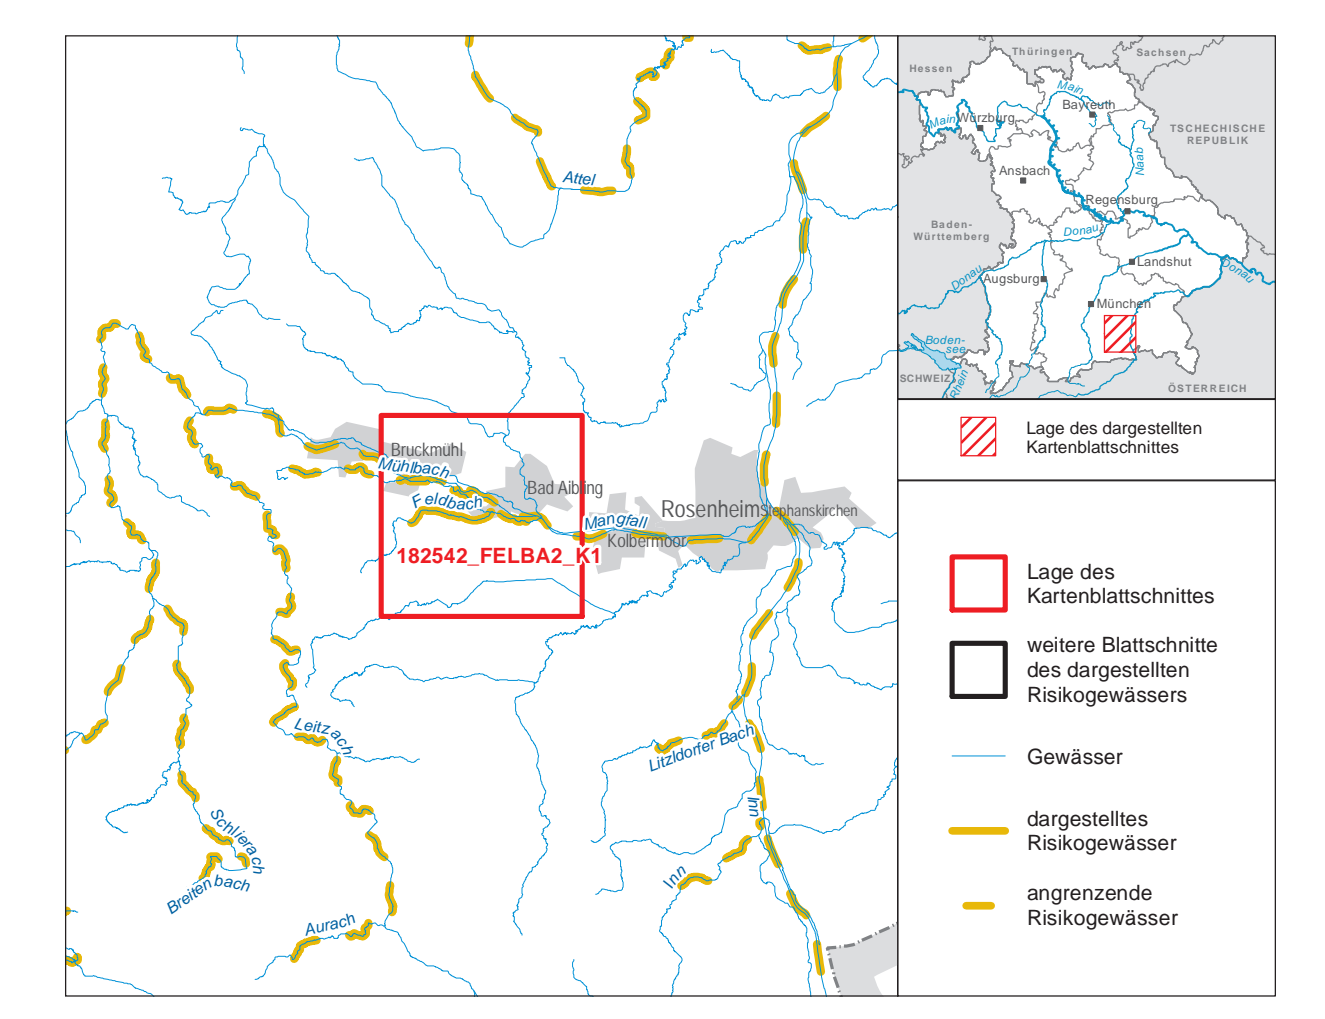 Attel
Bruckmühl
Mühlbach
Bad Aibling
Feldbach
Mangfall
Rosenheim
Stephanskirchen
Kolbermoor
182542_FELBA2_K1
Leitzach
Litzldorfer Bach
Inn
Schlierach
Inn
Breitenbach
Aurach
Thüringen
Sachsen
Hessen
Main
Bayreuth
Main
Würzburg
TSCHECHISCHE
REPUBLIK
Naab
Ansbach
Regensburg
Baden-
Württemberg
Donau
Landshut
Donau
Augsburg
Donau
München
Boden-
see
SCHWEIZ
Rhein
ÖSTERREICH
Lage des dargestellten
Kartenblattschnittes
Lage des
Kartenblattschnittes
weitere Blattschnitte
des dargestellten
Risikogewässers
Gewässer
dargestelltes
Risikogewässer
angrenzende
Risikogewässer